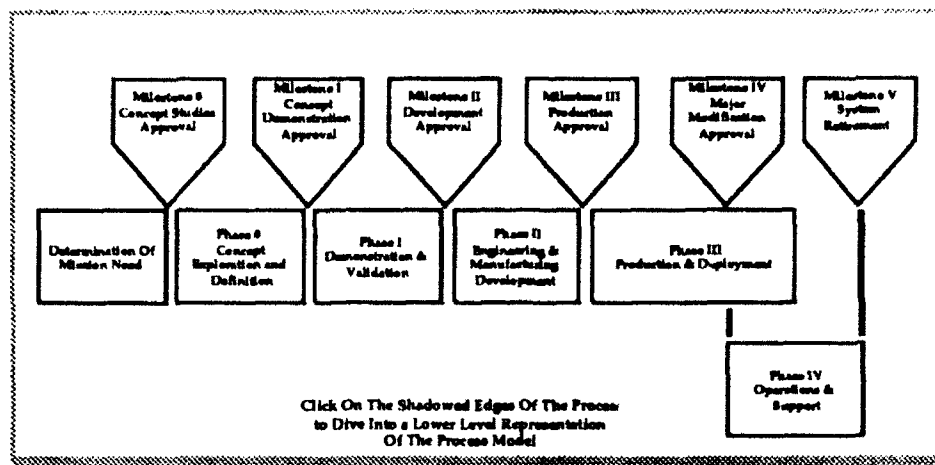 Milestone 0
Concept Studies
Approval
Milestone I
Concept
Demonstration
Approval
Milestone II
Development
Approval
Milestone III
Production
Approval
Milestone IV
Major
Modification
Approval
Milestone V
System
Retirement
Determination Of
Mission Need
Phase 0
Concept
Exploration and
Definition
Phase I
Demonstration &
Validation
Phase II
Engineering &
Manufacturing
Development
Phase III
Production & Deployment
Phase IV
Operations &
Support
Click On The Shadowed Edges Of The Process
to Dive Into a Lower Level Representation
Of The Process Model